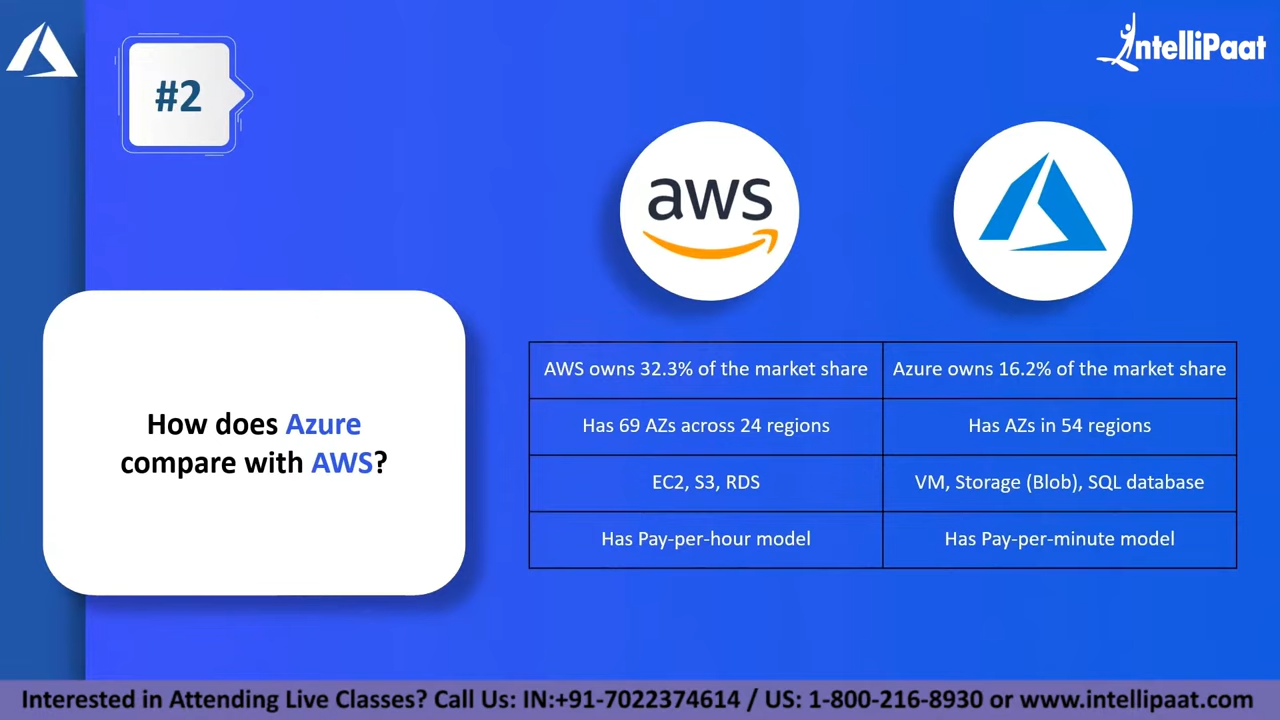 #2
IntelliPaat
aws
How does Azure
compare with AWS?
AWS owns 32.3% of the market share
Azure owns 16.2% of the market share
Has 69 AZs across 24 regions
Has AZs in 54 regions
EC2, S3, RDS
VM, Storage (Blob), SQL database
Has Pay-per-hour model
Has Pay-per-minute model
Interested in Attending Live Classes? Call Us: IN:+91-7022374614 / US: 1-800-216-8930 or www.intellipaat.com